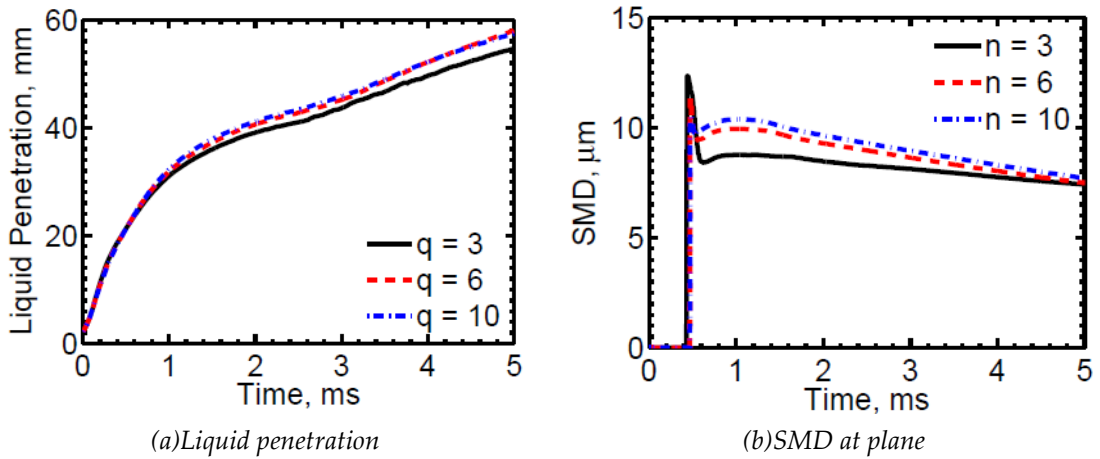 Liquid Penetration, mm
60
40
20
0
q = 3
q = 6
q = 10
0 1 2 3 4 5
Time, ms
(a)Liquid penetration
SMD, µm
15
10
5
0
n = 3
n = 6
n = 10
0 1 2 3 4 5
Time, ms
(b)SMD at plane